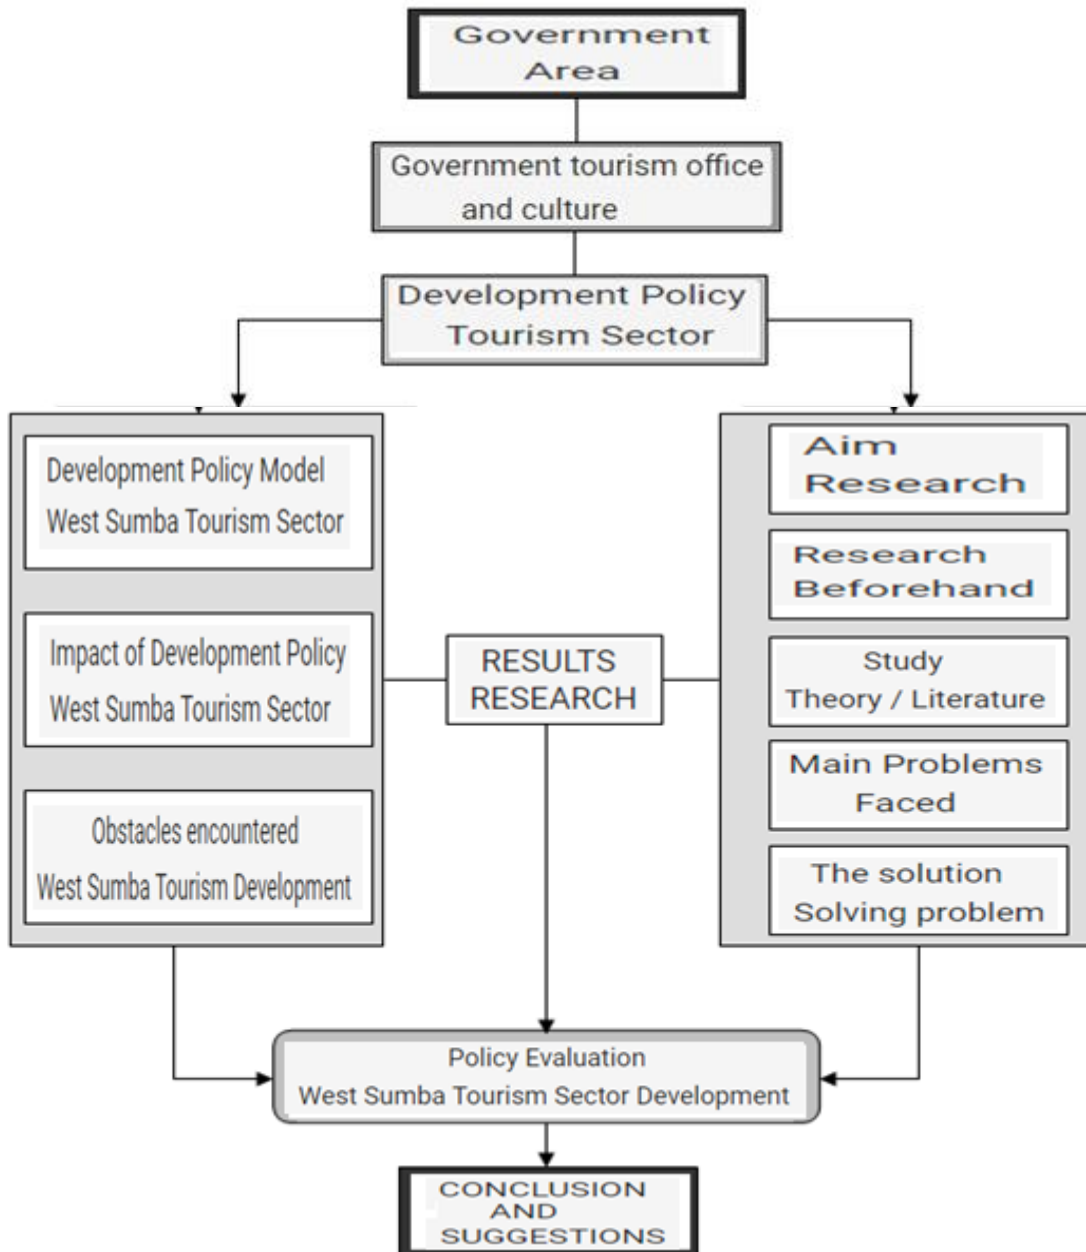 Government
Area
Government tourism office
and culture
Development Policy
Tourism Sector
Development Policy Model
West Sumba Tourism Sector
Impact of Development Policy
West Sumba Tourism Sector
Obstacles encountered
West Sumba Tourism Development
RESULTS
RESEARCH
Aim
Research
Research
Beforehand
Study
Theory / Literature
Main Problems
Faced
The solution
Solving problem
Policy Evaluation
West Sumba Tourism Sector Development
CONCLUSION
AND
SUGGESTIONS